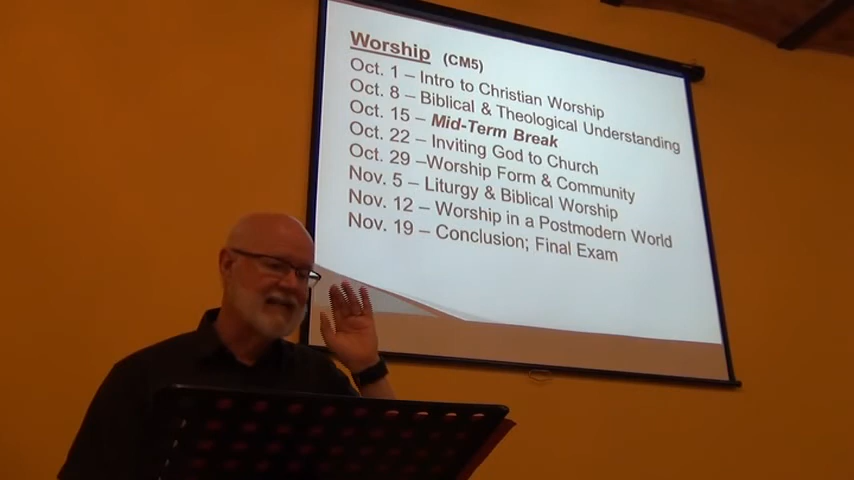 Worship (CM5)
Oct. 1 – Intro to Christian Worship
Oct. 8 – Biblical & Theological Understanding
Oct. 15 – Mid-Term Break
Oct. 22 – Inviting God to Church
Oct. 29 –Worship Form & Community
Nov. 5 – Liturgy & Biblical Worship
Nov. 12 – Worship in a Postmodern World
Nov. 19 – Conclusion; Final Exam